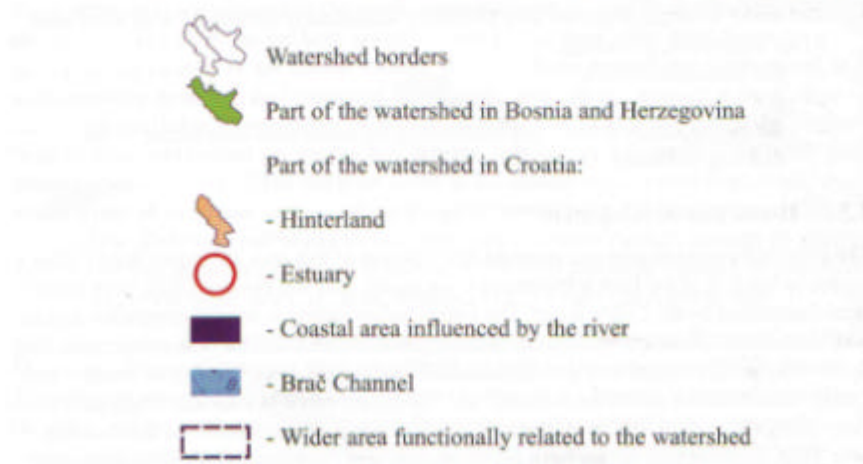 Watershed borders
Part of the watershed in Bosnia and Herzegovina
Part of the watershed in Croatia:
- Hinterland
- Estuary
- Coastal area influenced by the river
- Brač Channel
- Wider area functionally related to the watershed